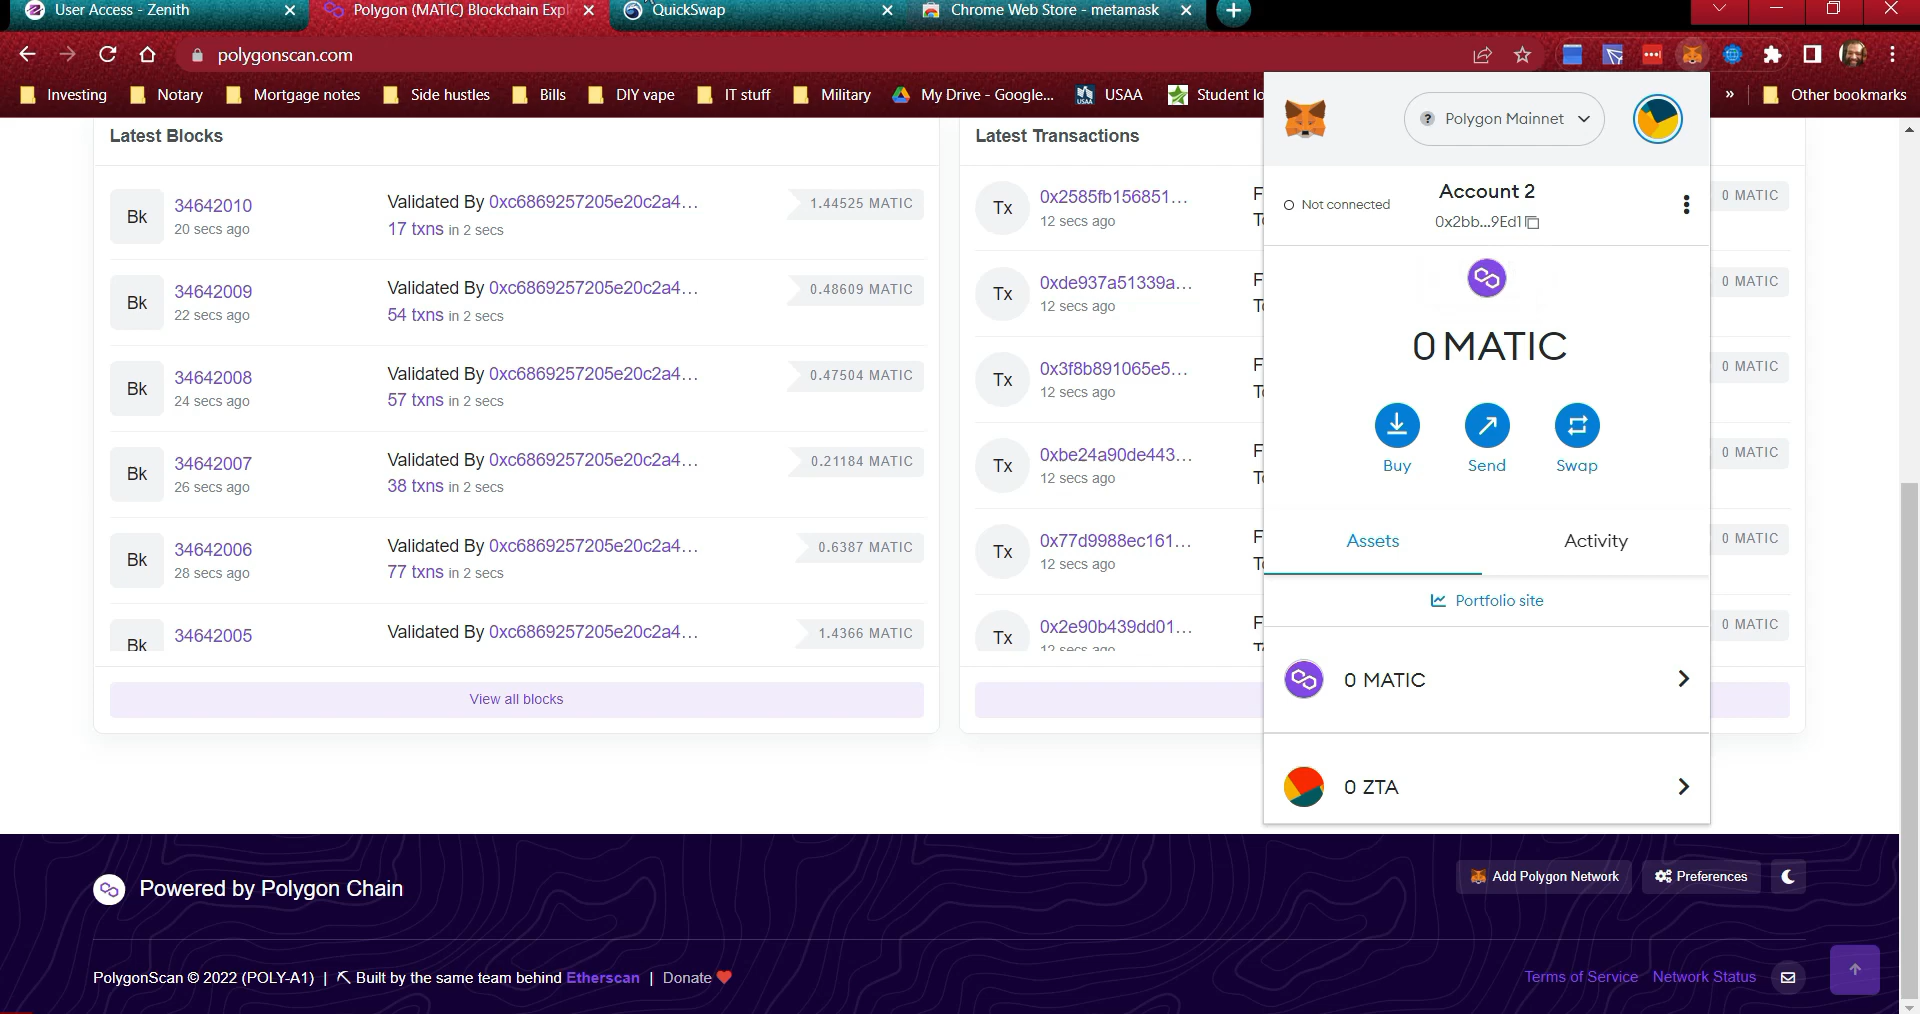 User Access - Zenith
Polygon (MATIC) Blockchain Expl
QuickSwap
Chrome Web Store - metamask
polygonscan.com
Investing
Notary
Mortgage notes
Side hustles
Bills
DIY vape
IT stuff
Military
My Drive - Google...
USAA
Student lo
»
Other bookmarks
Latest Blocks
Bk
34642010
20 secs ago
Validated By 0xc6869257205e20c2a4...
17 txns in 2 secs
1.44525 MATIC
Bk
34642009
22 secs ago
Validated By 0xc6869257205e20c2a4...
54 txns in 2 secs
0.48609 MATIC
Bk
34642008
24 secs ago
Validated By 0xc6869257205e20c2a4...
57 txns in 2 secs
0.47504 MATIC
Bk
34642007
26 secs ago
Validated By 0xc6869257205e20c2a4...
38 txns in 2 secs
0.21184 MATIC
Bk
34642006
28 secs ago
Validated By 0xc6869257205e20c2a4...
77 txns in 2 secs
0.6387 MATIC
Bk
34642005
Validated By 0xc6869257205e20c2a4...
1.4366 MATIC
View all blocks
Latest Transactions
Tx
0x2585fb156851...
12 secs ago
0 MATIC
Tx
0xde937a51339a...
12 secs ago
0 MATIC
Tx
0x3f8b891065e5...
12 secs ago
0 MATIC
Tx
0xbe24a90de443...
12 secs ago
0 MATIC
Tx
0x77d9988ec161...
12 secs ago
0 MATIC
Tx
0x2e90b439dd01...
12 secs ago
0 MATIC
Polygon Mainnet
Not connected
Account 2
0x2bb...9Ed1
0 MATIC
Buy
Send
Swap
Assets
Activity
Portfolio site
0 MATIC
0 ZTA
Powered by Polygon Chain
Add Polygon Network
Preferences
PolygonScan © 2022 (POLY-A1) | Built by the same team behind Etherscan | Donate
Terms of Service
Network Status